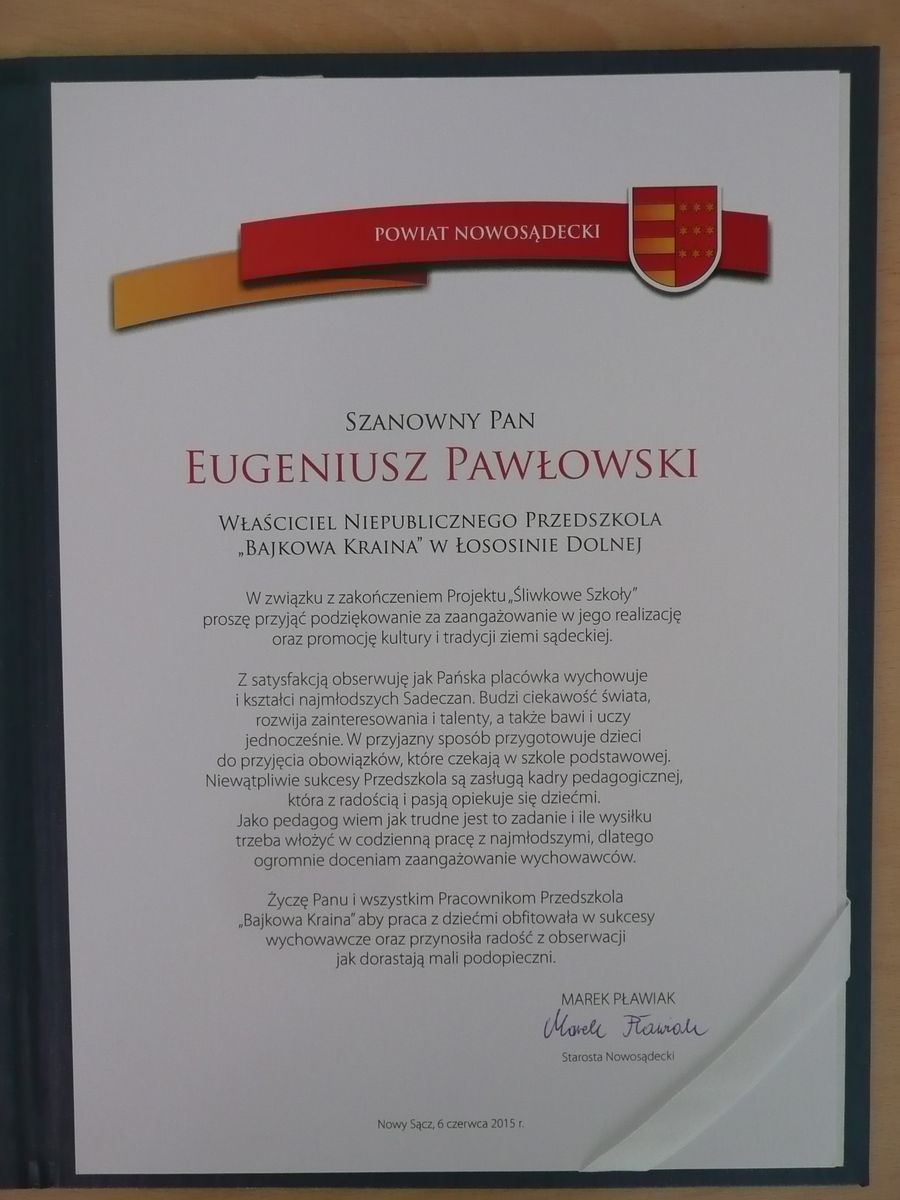 POWIAT NOWOSĄDECKI
SZANOWNY PAN
EUGENIUSZ PAWŁOWSKI
WŁAŚCICIEL NIEPUBLICZNEGO PRZEDSZKOLA
„BAJKOWA KRAINA” W ŁOSOSINIE DOLNEJ
W związku z zakończeniem Projektu „Śliwkowe Szkoły”
proszę przyjąć podziękowanie za zaangażowanie w jego realizację
oraz promocję kultury i tradycji ziemi sądeckiej.
Z satysfakcją obserwuję jak Pańska placówka wychowuje
i kształci najmłodszych Sadeczan. Budzi ciekawość świata,
rozwija zainteresowania i talenty, a także bawi i uczy
jednocześnie. W przyjazny sposób przygotowuje dzieci
do przyjęcia obowiązków, które czekają w szkole podstawowej.
Niewątpliwie sukcesy Przedszkola są zasługą kadry pedagogicznej,
która z radością i pasją opiekuje się dziećmi.
Jako pedagog wiem jak trudne jest to zadanie i ile wysiłku
trzeba włożyć w codzienną pracę z najmłodszymi, dlatego
ogromnie doceniam zaangażowanie wychowawców.
Życzę Panu i wszystkim Pracownikom Przedszkola
„Bajkowa Kraina” aby praca z dziećmi obfitowała w sukcesy
wychowawcze oraz przynosiła radość z obserwacji
jak dorastają mali podopieczni.
MAREK PŁAWIAK
Marek Pławiak
Starosta Nowosądecki
Nowy Sącz, 6 czerwca 2015 r.